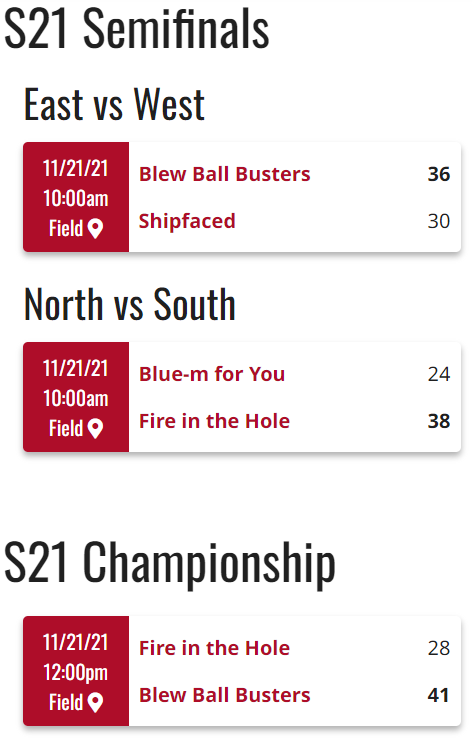 S21 Semifinals
East vs West
11/21/21
10:00am
Field
Blew Ball Busters 36
Shipfaced 30
North vs South
11/21/21
10:00am
Field
Blue-m for You 24
Fire in the Hole 38
S21 Championship
11/21/21
12:00pm
Field
Fire in the Hole 28
Blew Ball Busters 41